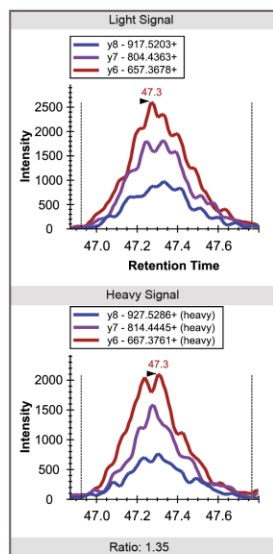 Light Signal
y8 - 917.5203+
y7 - 804.4363+
y6 - 657.3678+
47.3
2500
2000
1500
1000
500
0
Intensity
47.0 47.2 47.4 47.6
Retention Time
Heavy Signal
y8 - 927.5286+ (heavy)
y7 - 814.4445+ (heavy)
y6 - 667.3761+ (heavy)
47.3
2000
1500
1000
500
0
Intensity
47.0 47.2 47.4 47.6
Ratio: 1.35